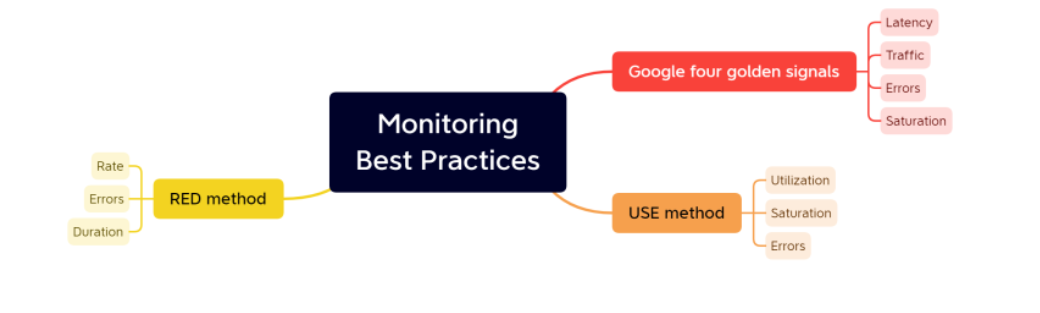 Monitoring
Best Practices
Google four golden signals
Latency
Traffic
Errors
Saturation
USE method
Utilization
Saturation
Errors
RED method
Rate
Errors
Duration